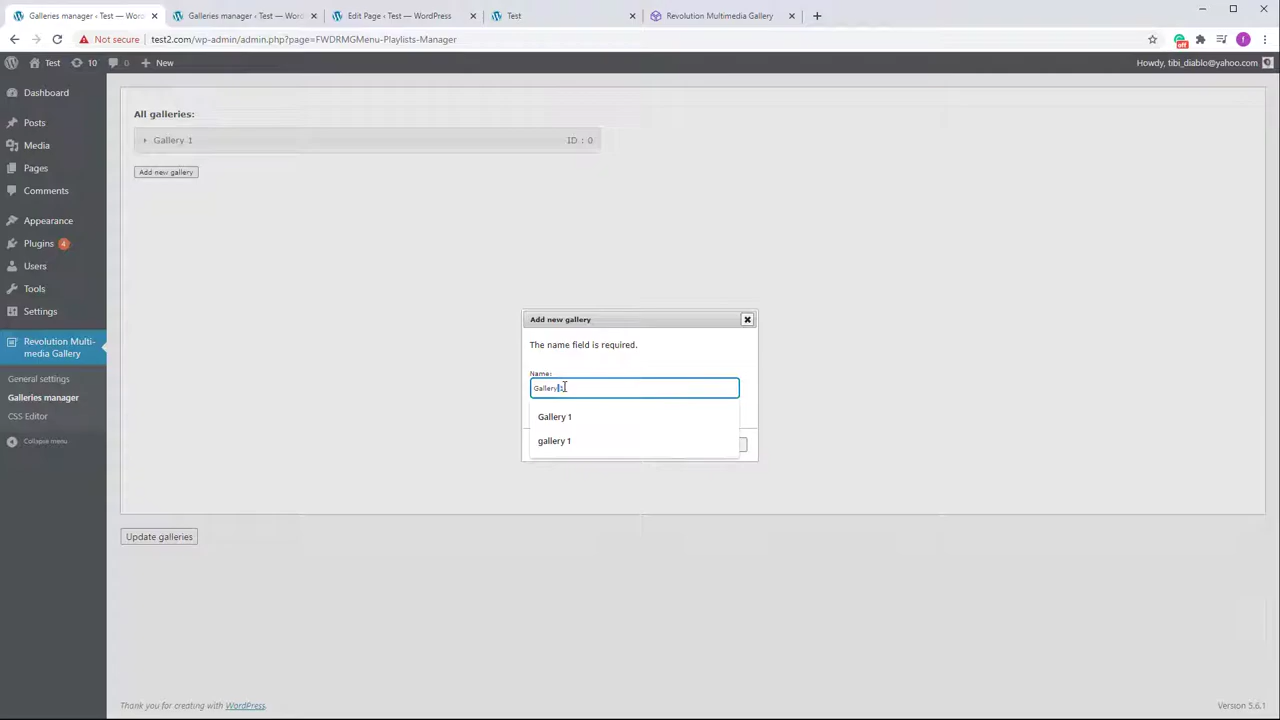 Galleries manager ‹ Test — Wor
Galleries manager ‹ Test — Word
Edit Page ‹ Test — WordPress
Test
Revolution Multimedia Gallery
Not secure
test2.com/wp-admin/admin.php?page=FWDRMGMenu-Playlists-Manager
off
t
Test
10
0
New
Howdy, tibi_diablo@yahoo.com
Dashboard
Posts
Media
Pages
Comments
Appearance
Plugins 4
Users
Tools
Settings
Revolution Multi-
media Gallery
General settings
Galleries manager
CSS Editor
Collapse menu
All galleries:
Gallery 1
ID : 0
Add new gallery
Add new gallery
The name field is required.
Name:
Gallery 1
Gallery 1
gallery 1
Update galleries
Thank you for creating with WordPress.
Version 5.6.1